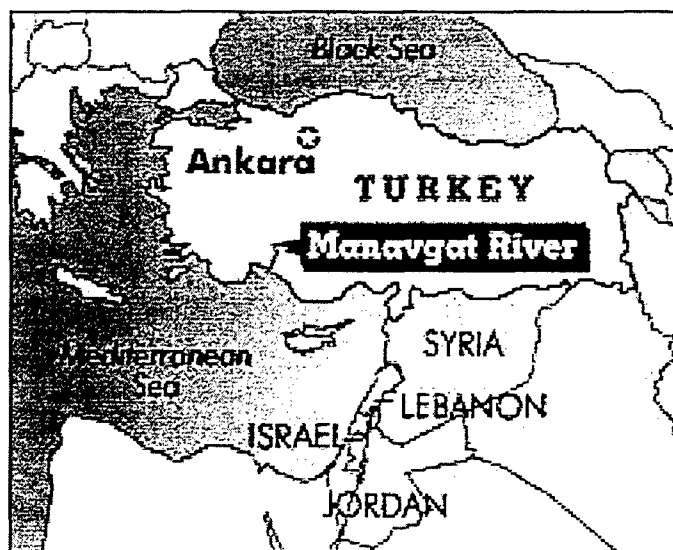 Black Sea
Ankara
TURKEY
Manavgat River
Mediterranean
Sea
SYRIA
LEBANON
ISRAEL
JORDAN